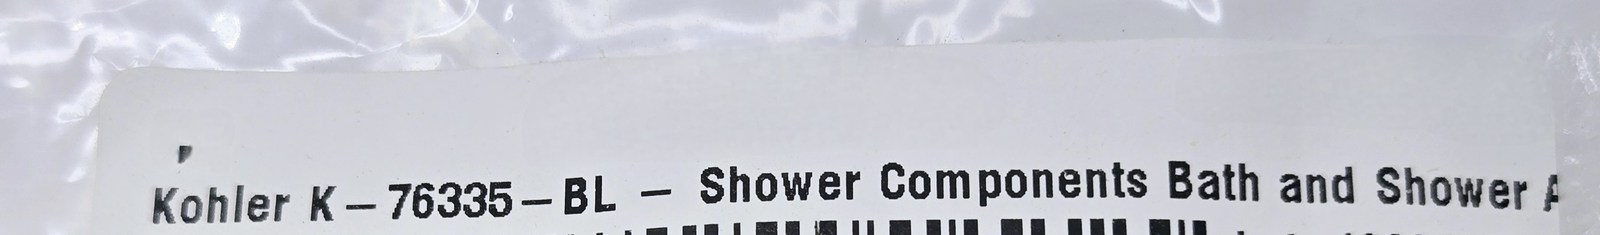 Kohler K-76335-BL - Shower Components Bath and Shower A